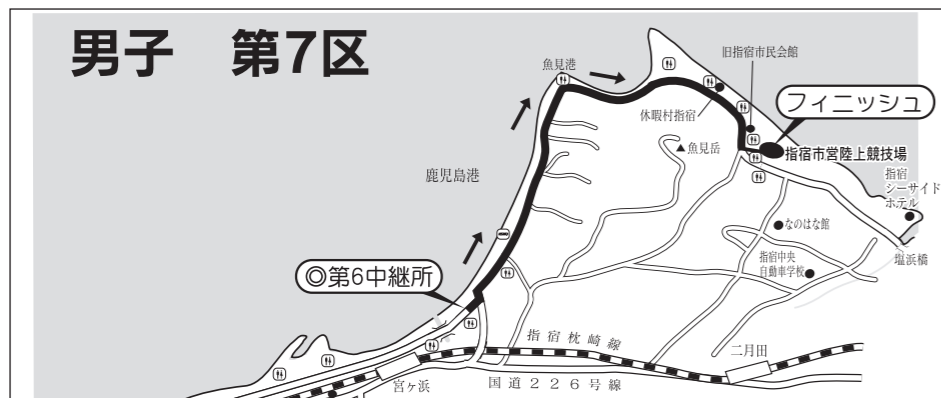 男子　第7区
魚見港
旧指宿市民会館
休暇村指宿
フィニッシュ
魚見岳
指宿市営陸上競技場
鹿児島港
指宿
シーサイド
ホテル
なのはな館
塩浜橋
指宿中央
自動車学校
◎第6中継所
指宿枕崎線
二月田
宮ヶ浜
国道226号線